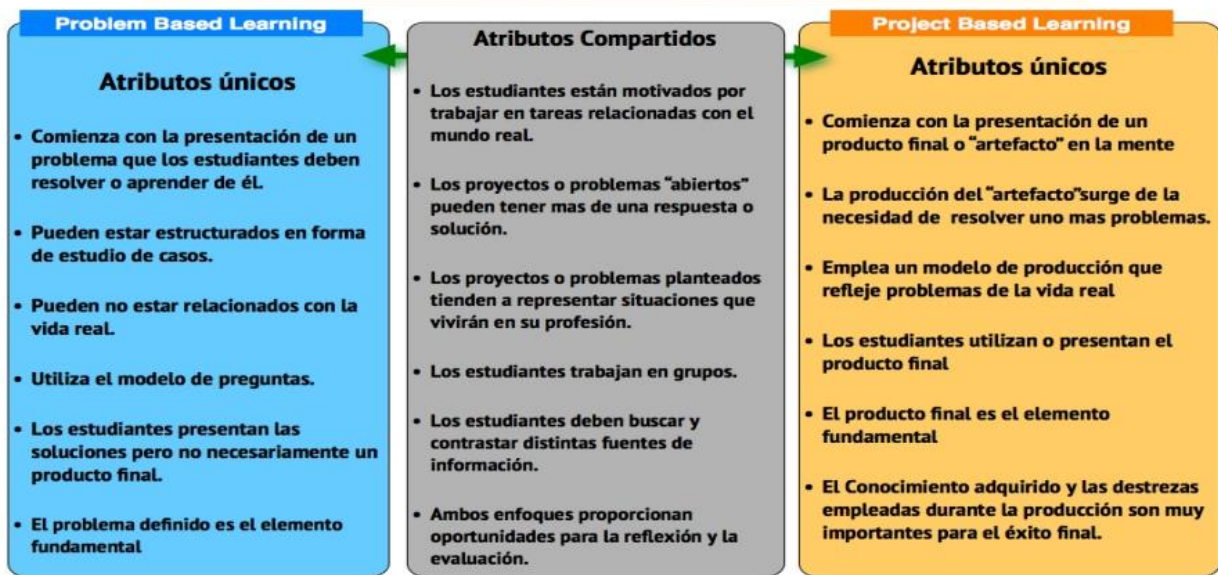 Problem Based Learning
Atributos únicos
• Comienza con la presentación de un
problema que los estudiantes deben
resolver o aprender de él.
• Pueden estar estructurados en forma
de estudio de casos.
• Pueden no estar relacionados con la
vida real.
• Utiliza el modelo de preguntas.
• Los estudiantes presentan las
soluciones pero no necesariamente un
producto final.
• El problema definido es el elemento
fundamental
Atributos Compartidos
• Los estudiantes están motivados por
trabajar en tareas relacionadas con el
mundo real.
• Los proyectos o problemas “abiertos”
pueden tener mas de una respuesta o
solución.
• Los proyectos o problemas planteados
tienden a representar situaciones que
vivirán en su profesión.
• Los estudiantes trabajan en grupos.
• Los estudiantes deben buscar y
contrastar distintas fuentes de
información.
• Ambos enfoques proporcionan
oportunidades para la reflexión y la
evaluación.
Project Based Learning
Atributos únicos
• Comienza con la presentación de un
producto final o “artefacto” en la mente
• La producción del “artefacto”surge de la
necesidad de resolver uno mas problemas.
• Emplea un modelo de producción que
refleje problemas de la vida real
• Los estudiantes utilizan o presentan el
producto final
• El producto final es el elemento
fundamental
• El Conocimiento adquirido y las destrezas
empleadas durante la producción son muy
importantes para el éxito final.